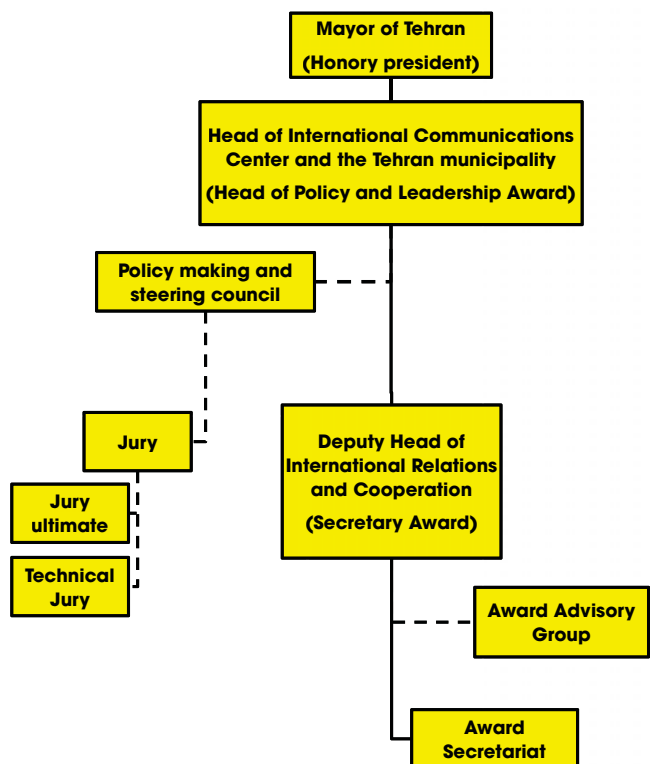 Mayor of Tehran
(Honory president)
Head of International Communications
Center and the Tehran municipality
(Head of Policy and Leadership Award)
Policy making and
steering council
Jury
Deputy Head of
International Relations
and Cooperation
(Secretary Award)
Jury
ultimate
Technical
Jury
Award Advisory
Group
Award
Secretariat